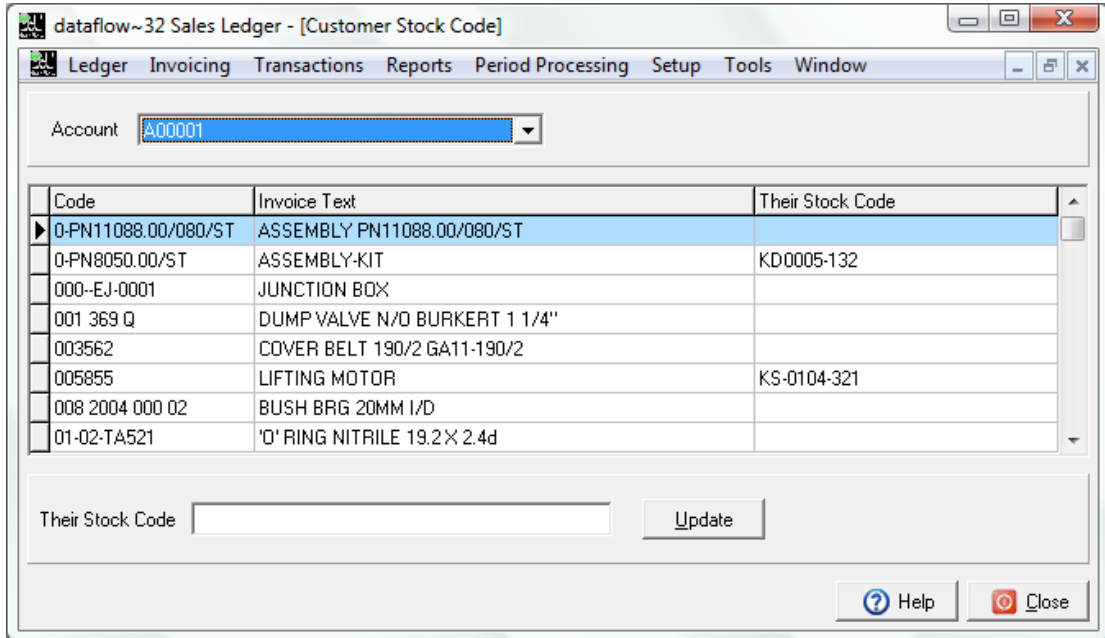 dataflow~32 Sales Ledger - [Customer Stock Code]
Ledger Invoicing Transactions Reports Period Processing Setup Tools Window
Account A00001
Code Invoice Text Their Stock Code
0-PN11088.00/080/ST ASSEMBLY PN11088.00/080/ST
0-PN8050.00/ST ASSEMBLY-KIT KD0005-132
000--EJ-0001 JUNCTION BOX
001 369 Q DUMP VALVE N/O BURKERT 1 1/4"
003562 COVER BELT 190/2 GA11-190/2
005855 LIFTING MOTOR KS-0104-321
008 2004 000 02 BUSH BRG 20MM I/D
01-02-TA521 'O' RING NITRILE 19.2 X 2.4d
Their Stock Code Update
Help Close